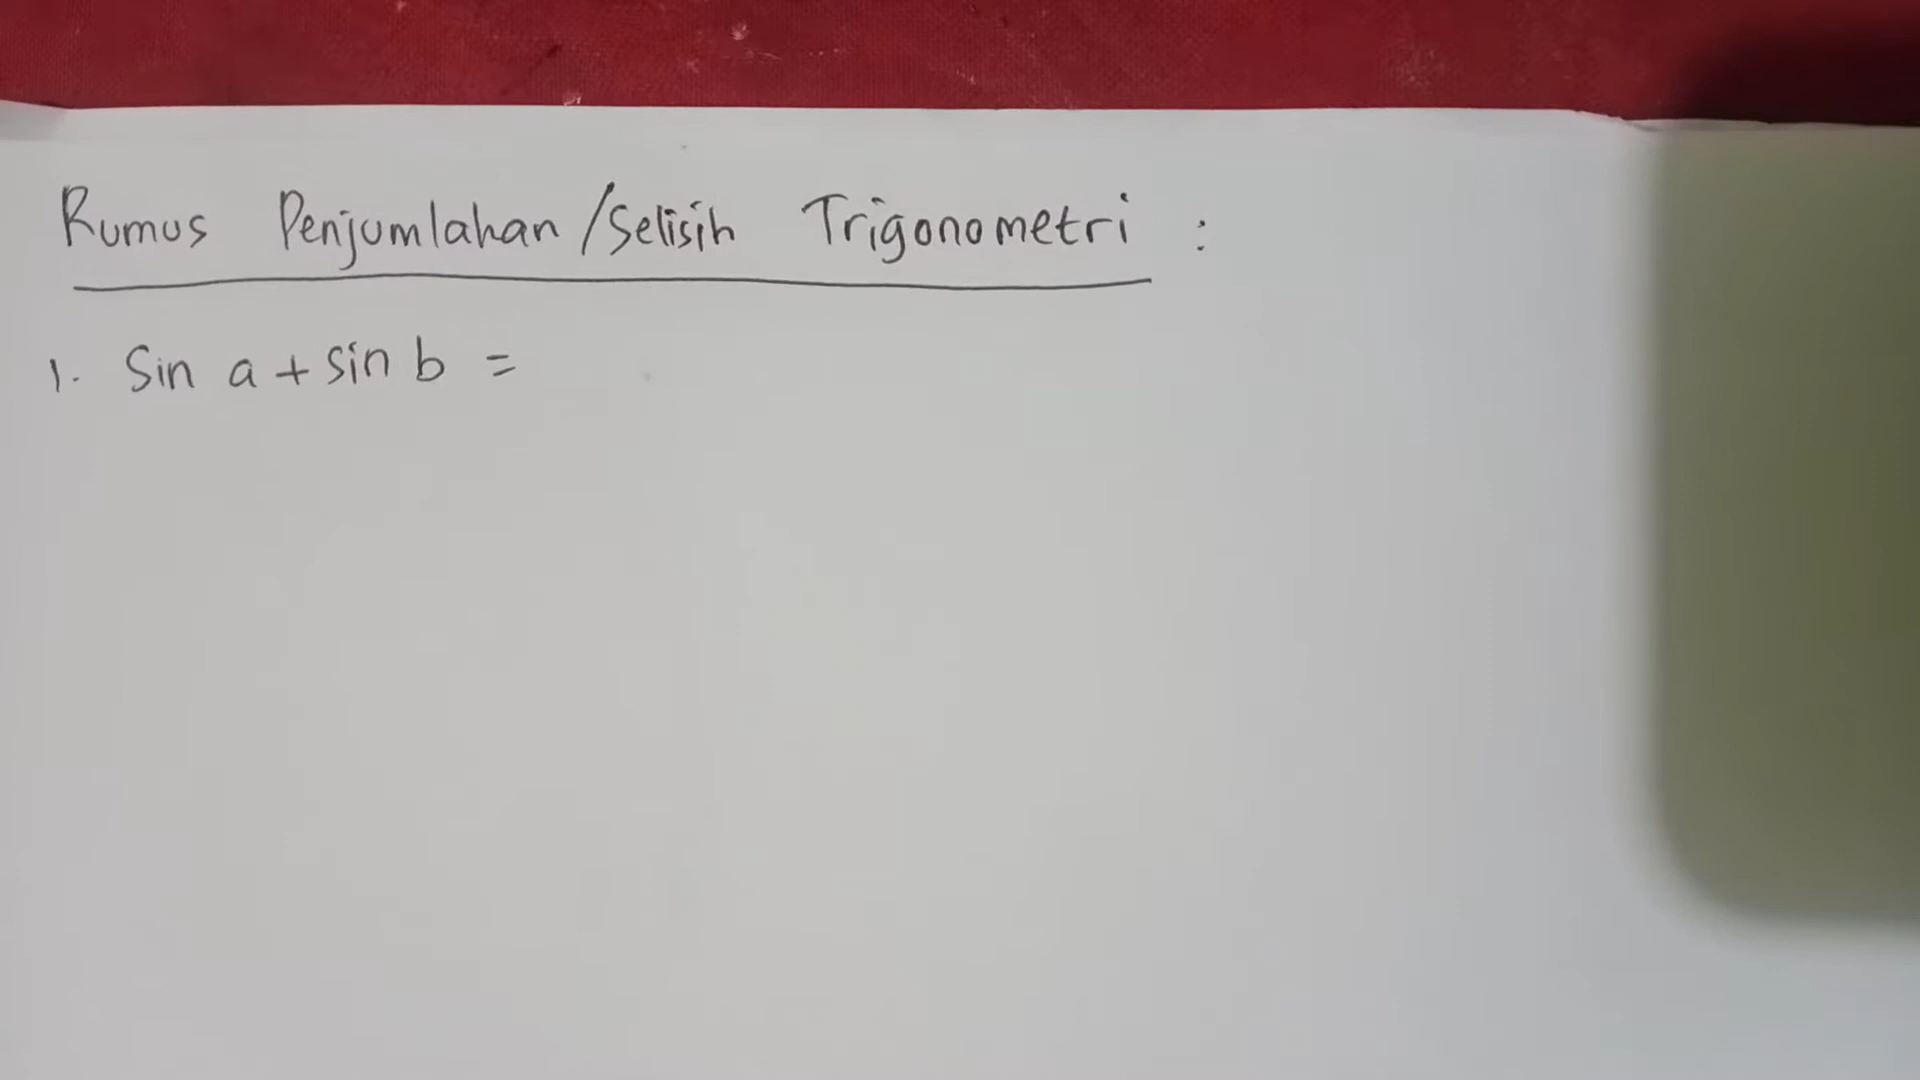 Rumus Penjumlahan/Selisih Trigonometri :
1. Sin a + sin b =